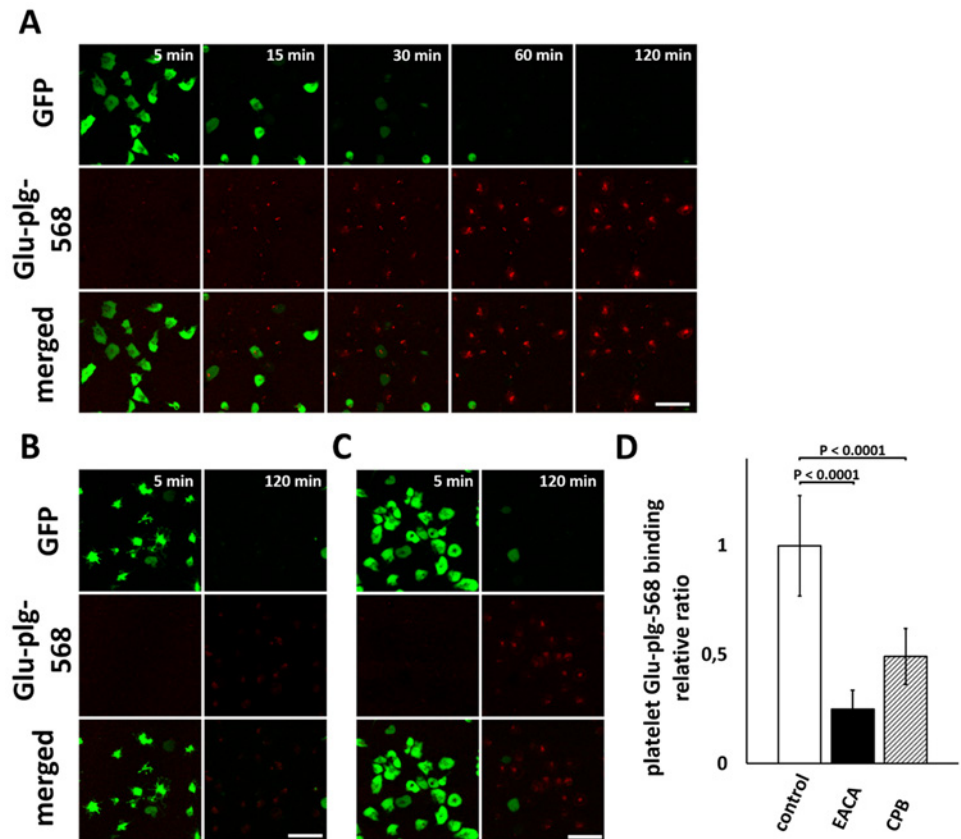 A
5 min
15 min
30 min
60 min
120 min
GFP
Glu-plg-
568
merged
B
5 min
120 min
GFP
Glu-plg-
568
merged
C
5 min
120 min
D
P < 0.0001
P < 0.0001
platelet Glu-plg-568 binding
relative ratio
1
0,5
0
control
EACA
CPB